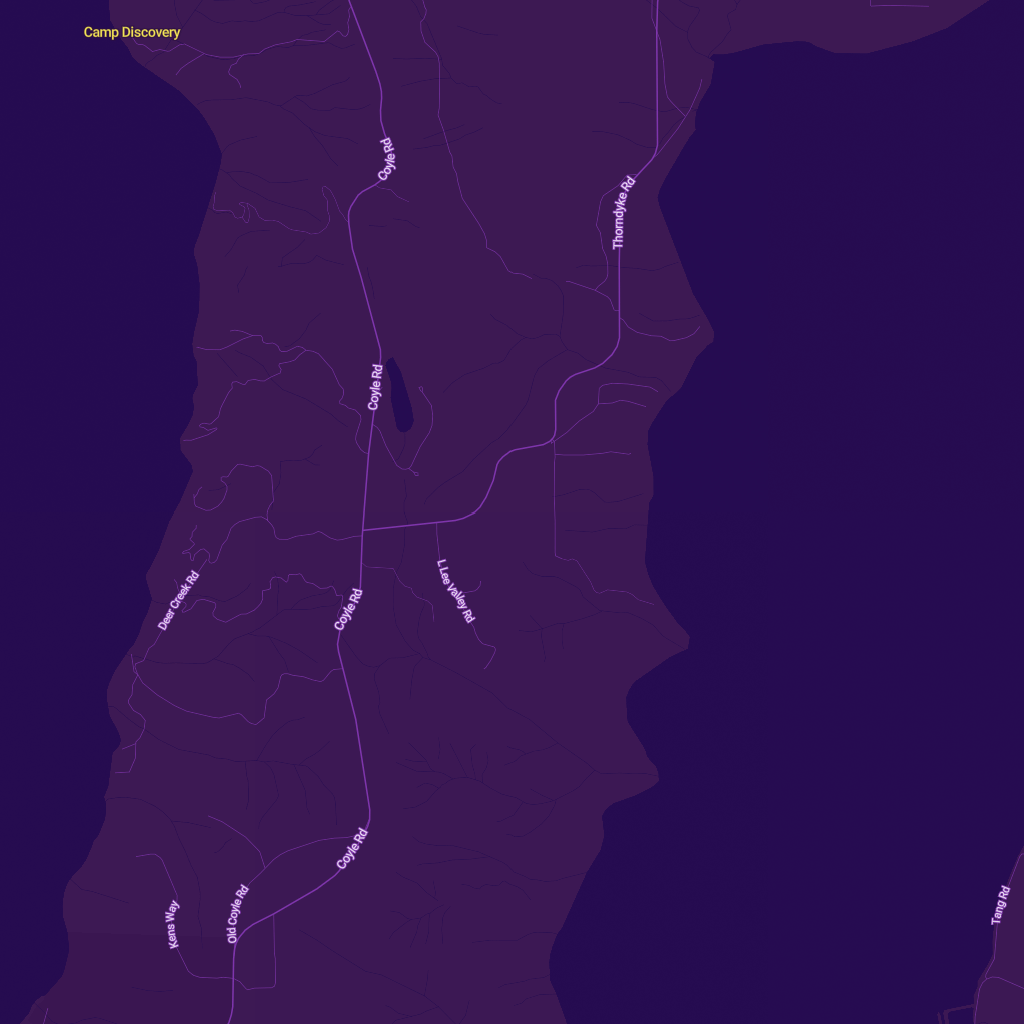 Camp Discovery
Coyle Rd
Thorndyke Rd
Coyle Rd
L Lee Valley Rd
Deer Creek Rd
Coyle Rd
Coyle Rd
Old Coyle Rd
Kens Way
Tang Rd